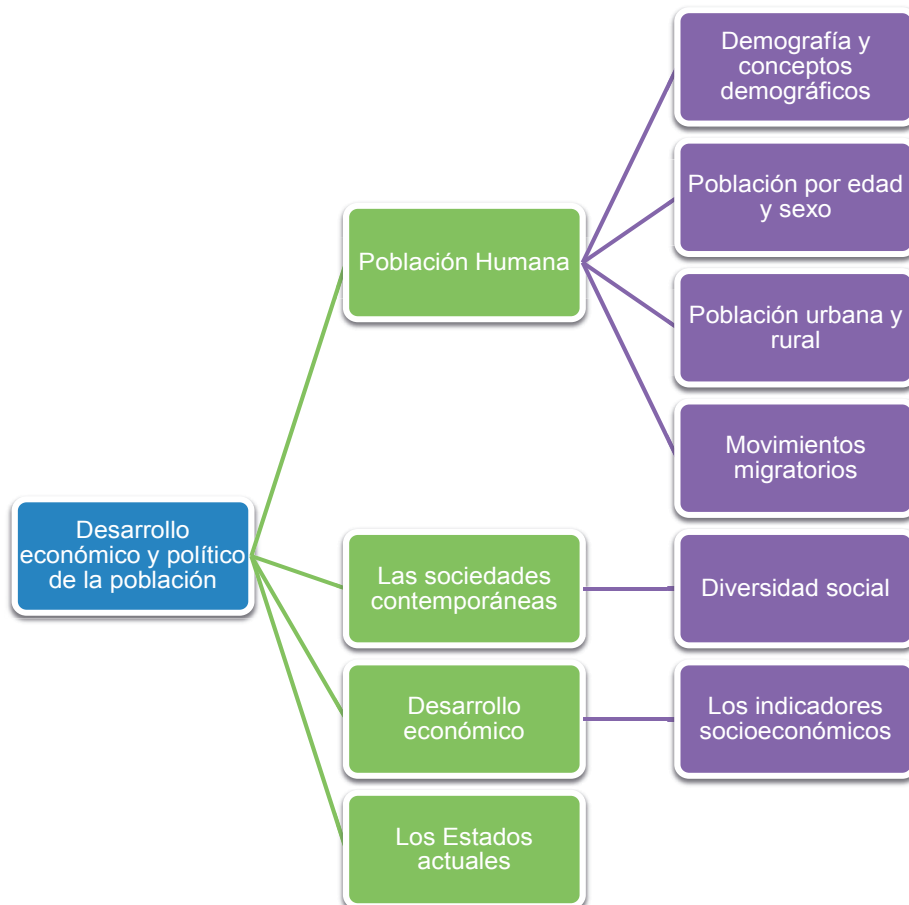 Demografía y
conceptos
demográficos
Población por edad
y sexo
Población Humana
Población urbana y
rural
Movimientos
migratorios
Desarrollo
económico y político
de la población
Las sociedades
contemporáneas
Diversidad social
Desarrollo
económico
Los indicadores
socioeconómicos
Los Estados
actuales